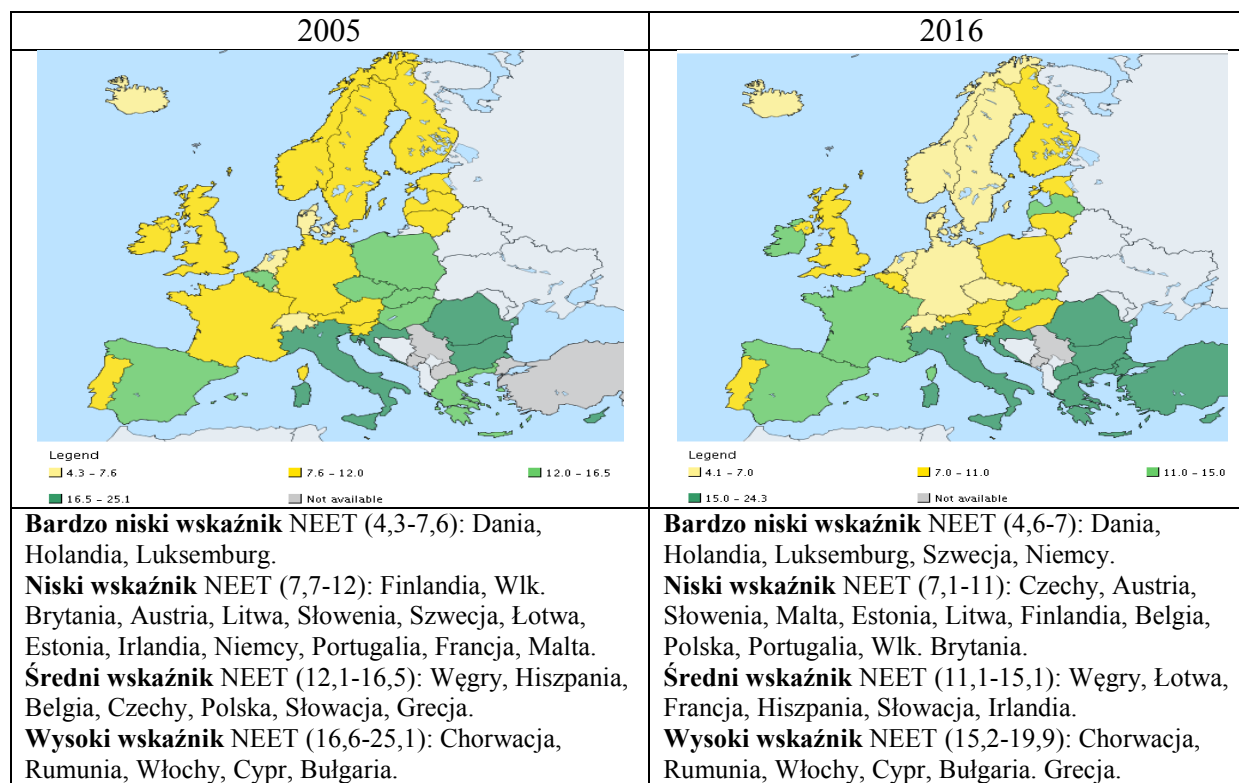 2005
2016
Legend
4.3 – 7.6
7.6 – 12.0
12.0 – 16.5
16.5 – 25.1
Not available
Legend
4.1 – 7.0
7.0 – 11.0
11.0 – 15.0
15.0 – 24.3
Not available
Bardzo niski wskaźnik NEET (4,3-7,6): Dania,
Holandia, Luksemburg.
Niski wskaźnik NEET (7,7-12): Finlandia, Wlk.
Brytania, Austria, Litwa, Słowenia, Szwecja, Łotwa,
Estonia, Irlandia, Niemcy, Portugalia, Francja, Malta.
Średni wskaźnik NEET (12,1-16,5): Węgry, Hiszpania,
Belgia, Czechy, Polska, Słowacja, Grecja.
Wysoki wskaźnik NEET (16,6-25,1): Chorwacja,
Rumunia, Włochy, Cypr, Bułgaria.
Bardzo niski wskaźnik NEET (4,6-7): Dania,
Holandia, Luksemburg, Szwecja, Niemcy.
Niski wskaźnik NEET (7,1-11): Czechy, Austria,
Słowenia, Malta, Estonia, Litwa, Finlandia, Belgia,
Polska, Portugalia, Wlk. Brytania.
Średni wskaźnik NEET (11,1-15,1): Węgry, Łotwa,
Francja, Hiszpania, Słowacja, Irlandia.
Wysoki wskaźnik NEET (15,2-19,9): Chorwacja,
Rumunia, Włochy, Cypr, Bułgaria. Grecja.